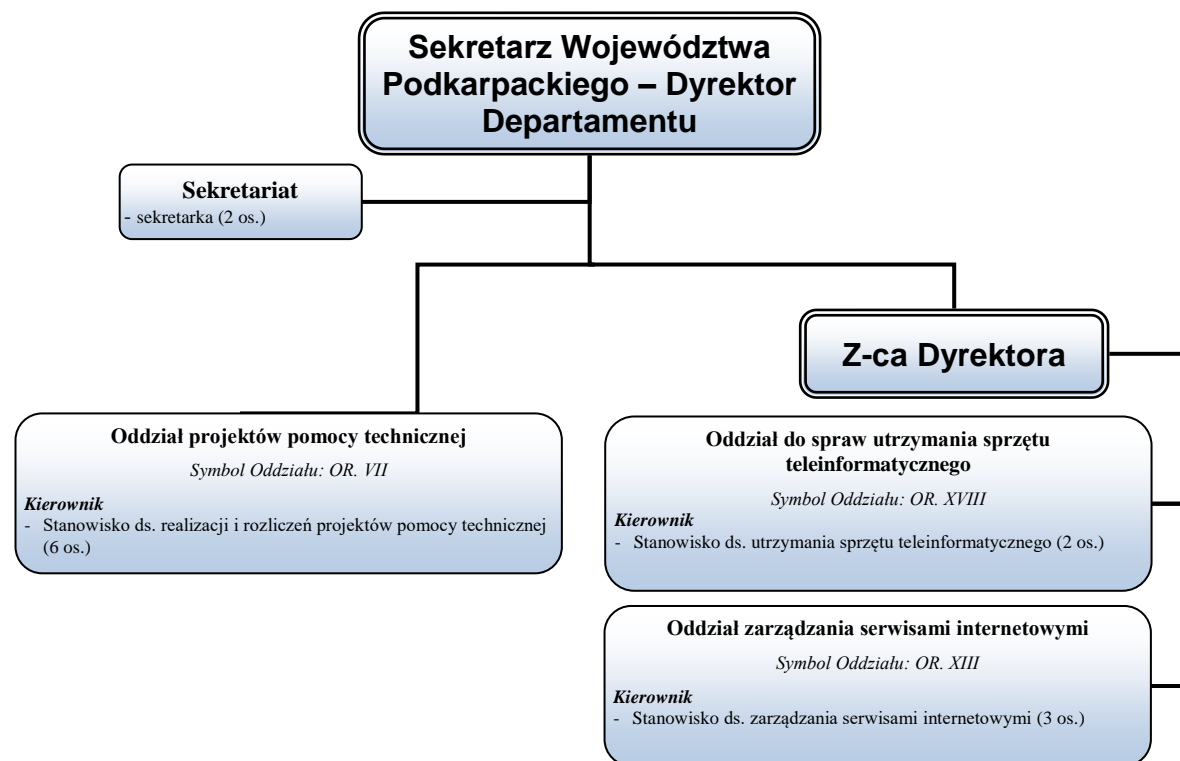 Sekretarz Województwa
Podkarpackiego – Dyrektor
Departamentu
Sekretariat
- sekretarka (2 os.)
Z-ca Dyrektora
Oddział projektów pomocy technicznej
Symbol Oddziału: OR. VII
Kierownik
- Stanowisko ds. realizacji i rozliczeń projektów pomocy technicznej
(6 os.)
Oddział do spraw utrzymania sprzętu
teleinformatycznego
Symbol Oddziału: OR. XVIII
Kierownik
- Stanowisko ds. utrzymania sprzętu teleinformatycznego (2 os.)
Oddział zarządzania serwisami internetowymi
Symbol Oddziału: OR. XIII
Kierownik
- Stanowisko ds. zarządzania serwisami internetowymi (3 os.)